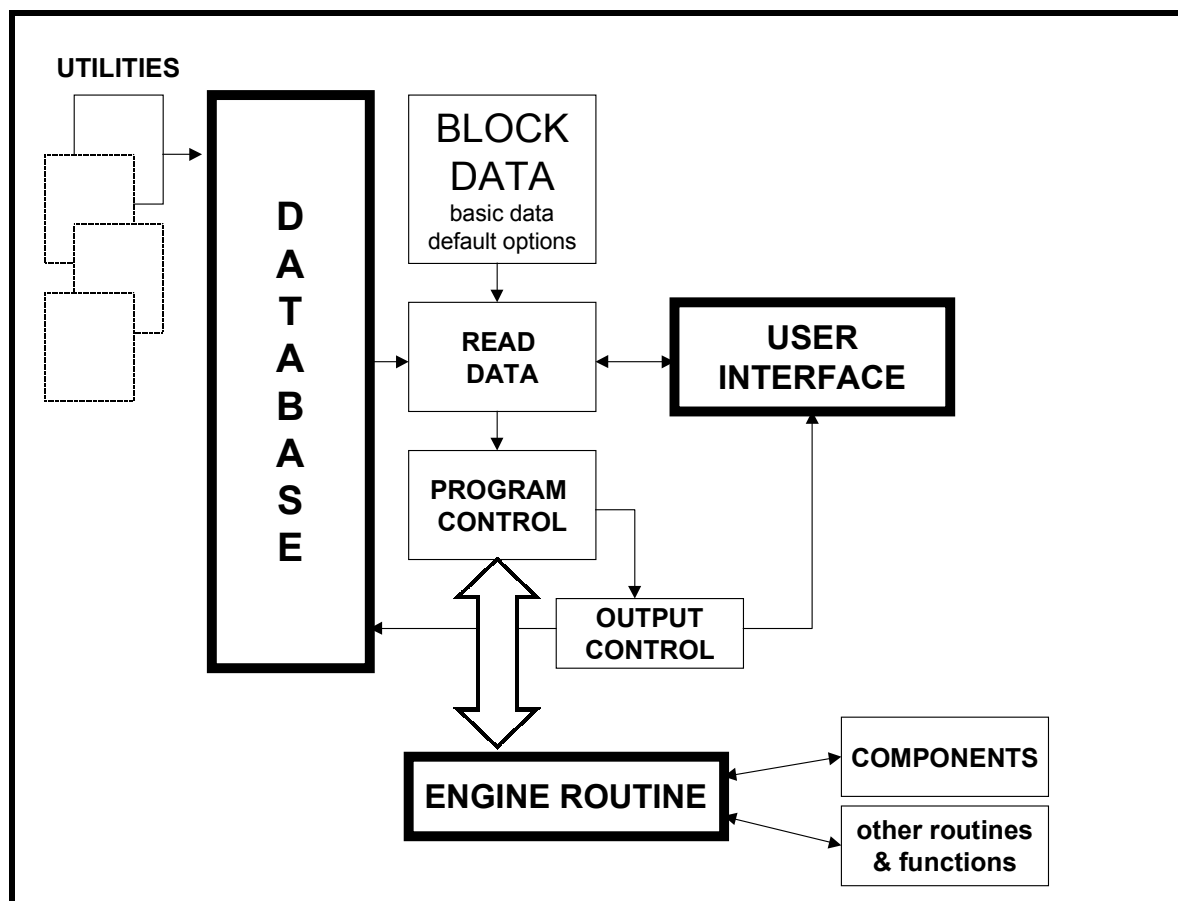 UTILITIES
D
A
T
A
B
A
S
E
BLOCK
DATA
basic data
default options
READ
DATA
USER
INTERFACE
PROGRAM
CONTROL
OUTPUT
CONTROL
ENGINE ROUTINE
COMPONENTS
other routines
& functions